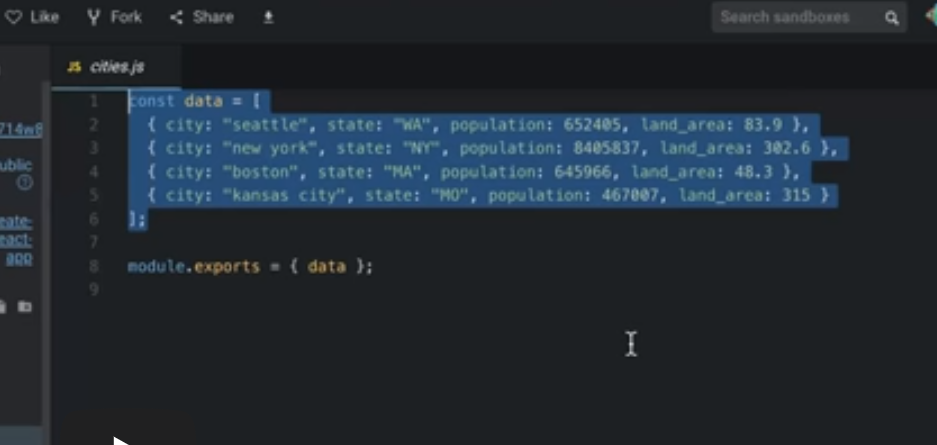 Like Fork Share Search sandboxes
JS cities.js
1 const data = [
2 { city: "seattle", state: "WA", population: 652405, land_area: 83.9 },
3 { city: "new york", state: "NY", population: 8405837, land_area: 302.6 },
4 { city: "boston", state: "MA", population: 645966, land_area: 48.3 },
5 { city: "kansas city", state: "MO", population: 467007, land_area: 315 }
6 ];
7
8 module.exports = { data };
9
714w8
ublic
eate-
eact-
app